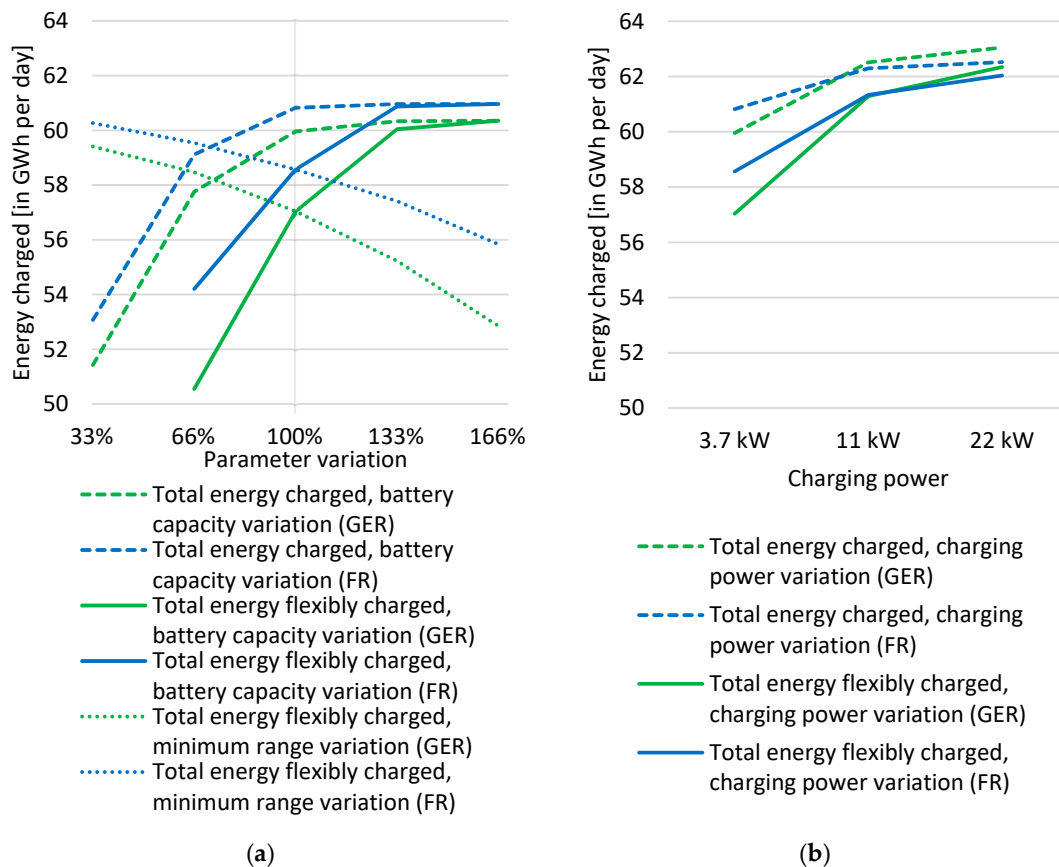 Energy charged [in GWh per day]
64
62
60
58
56
54
52
50
33%
66%
100%
133%
166%
Parameter variation
Total energy charged, battery
capacity variation (GER)
Total energy charged, battery
capacity variation (FR)
Total energy flexibly charged,
battery capacity variation (GER)
Total energy flexibly charged,
battery capacity variation (FR)
Total energy flexibly charged,
minimum range variation (GER)
Total energy flexibly charged,
minimum range variation (FR)
(a)
Energy charged [in GWh per day]
64
62
60
58
56
54
52
50
3.7 kW
11 kW
22 kW
Charging power
Total energy charged, charging
power variation (GER)
Total energy charged, charging
power variation (FR)
Total energy flexibly charged,
charging power variation (GER)
Total energy flexibly charged,
charging power variation (FR)
(b)